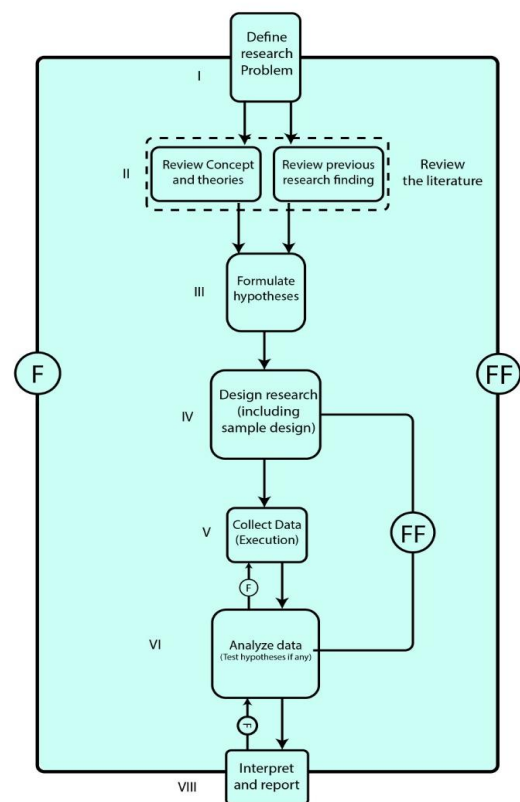 Define
research
Problem
I
II
Review Concept
and theories
Review previous
research finding
Review
the literature
III
Formulate
hypotheses
F
FF
IV
Design research
(including
sample design)
V
Collect Data
(Execution)
FF
F
VI
Analyze data
(Test hypotheses if any)
F
VIII
Interpret
and report